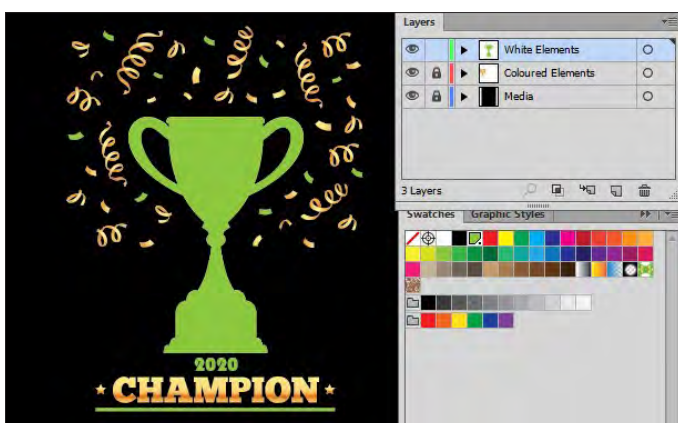 Layers
White Elements
Coloured Elements
Media
3 Layers
Swatches Graphic Styles
2020
CHAMPION